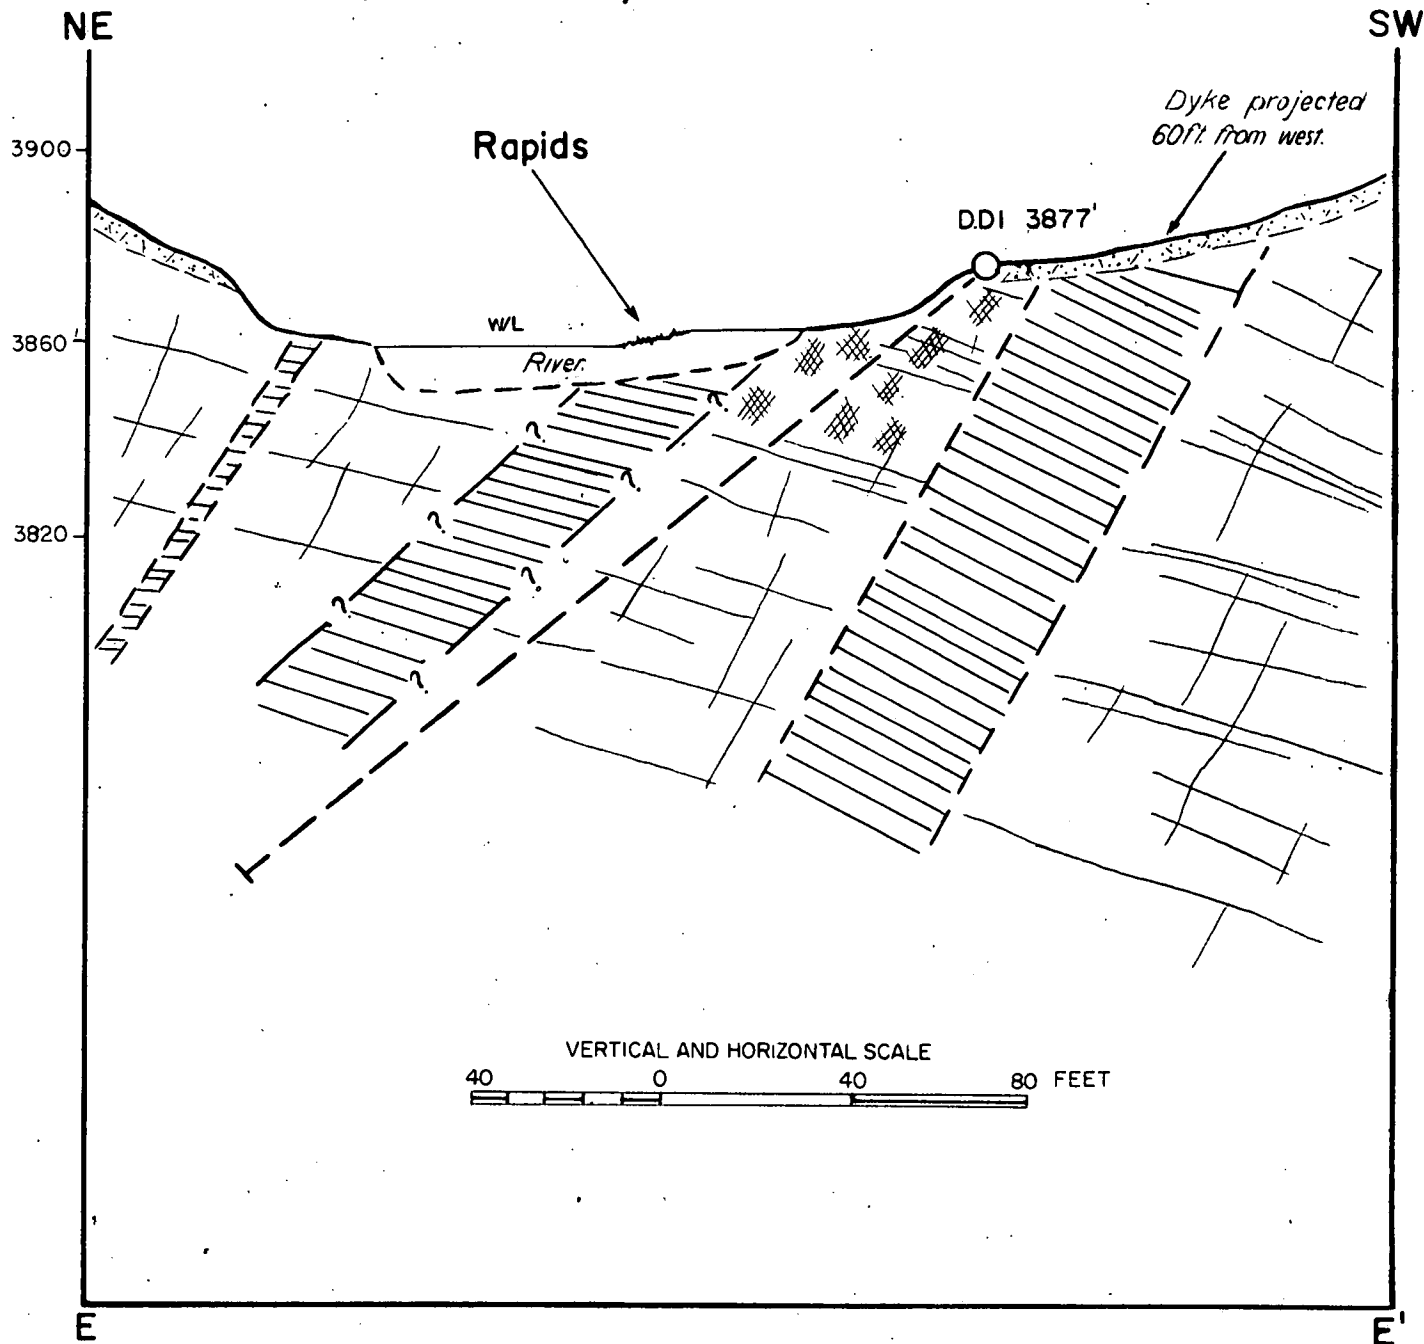 NE
SW
Dyke projected
60ft. from west.
3900
Rapids
D.D1 3877'
3860'
W/L
River.
?
?
?
?
?
?
?
3820
VERTICAL AND HORIZONTAL SCALE
40 0 40 80 FEET
E
E'